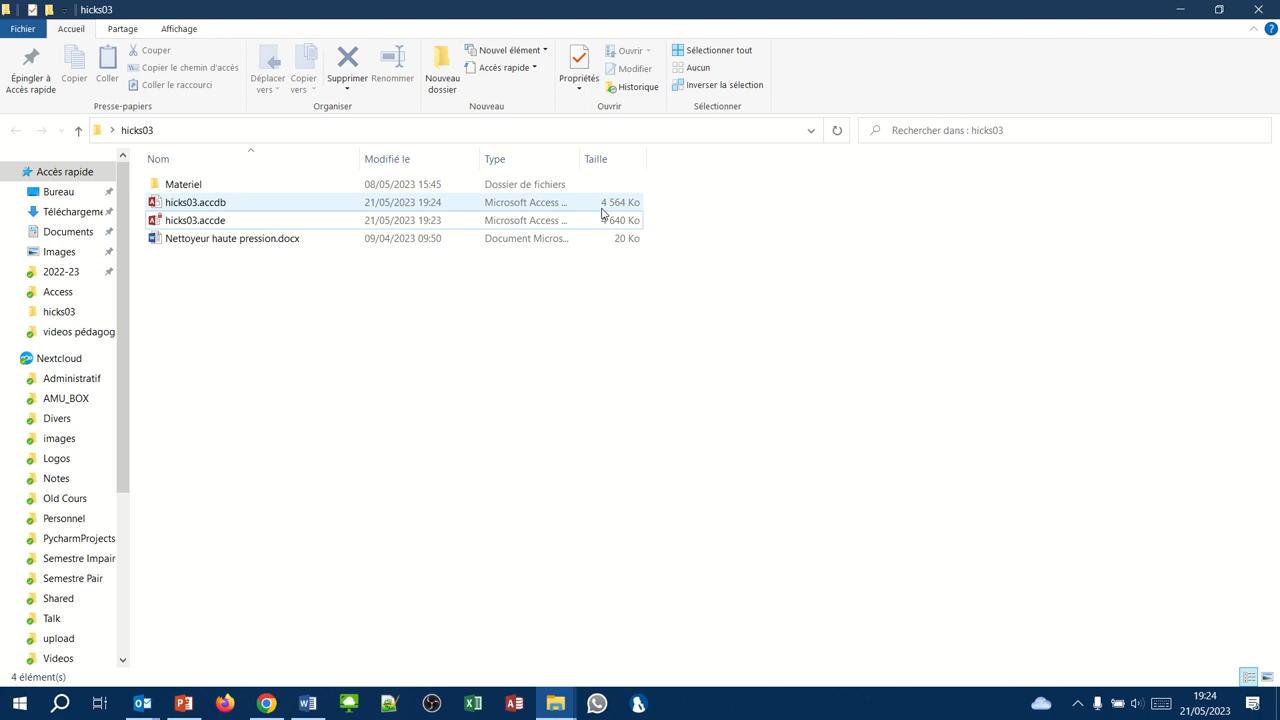 hicks03
Fichier Accueil Partage Affichage
Épingler à Accès rapide
Copier
Coller
Couper
Copier le chemin d'accès
Coller le raccourci
Presse-papiers
Déplacer vers
Copier vers
Supprimer
Renommer
Organiser
Nouveau dossier
Nouvel élément
Accès rapide
Nouveau
Propriétés
Ouvrir
Modifier
Historique
Ouvrir
Sélectionner tout
Aucun
Inverser la sélection
Sélectionner
hicks03
Rechercher dans : hicks03
Nom Modifié le Type Taille
Materiel 08/05/2023 15:45 Dossier de fichiers
hicks03.accdb 21/05/2023 19:24 Microsoft Access ... 4 564 Ko
hicks03.accde 21/05/2023 19:23 Microsoft Access ... 4 640 Ko
Nettoyeur haute pression.docx 09/04/2023 09:50 Document Micros... 20 Ko
Accès rapide
Bureau
Téléchargeme
Documents
Images
2022-23
Access
hicks03
videos pédagog
Nextcloud
Administratif
AMU_BOX
Divers
images
Logos
Notes
Old Cours
Personnel
PycharmProjects
Semestre Impair
Semestre Pair
Shared
Talk
upload
Videos
4 élément(s)
19:24
21/05/2023